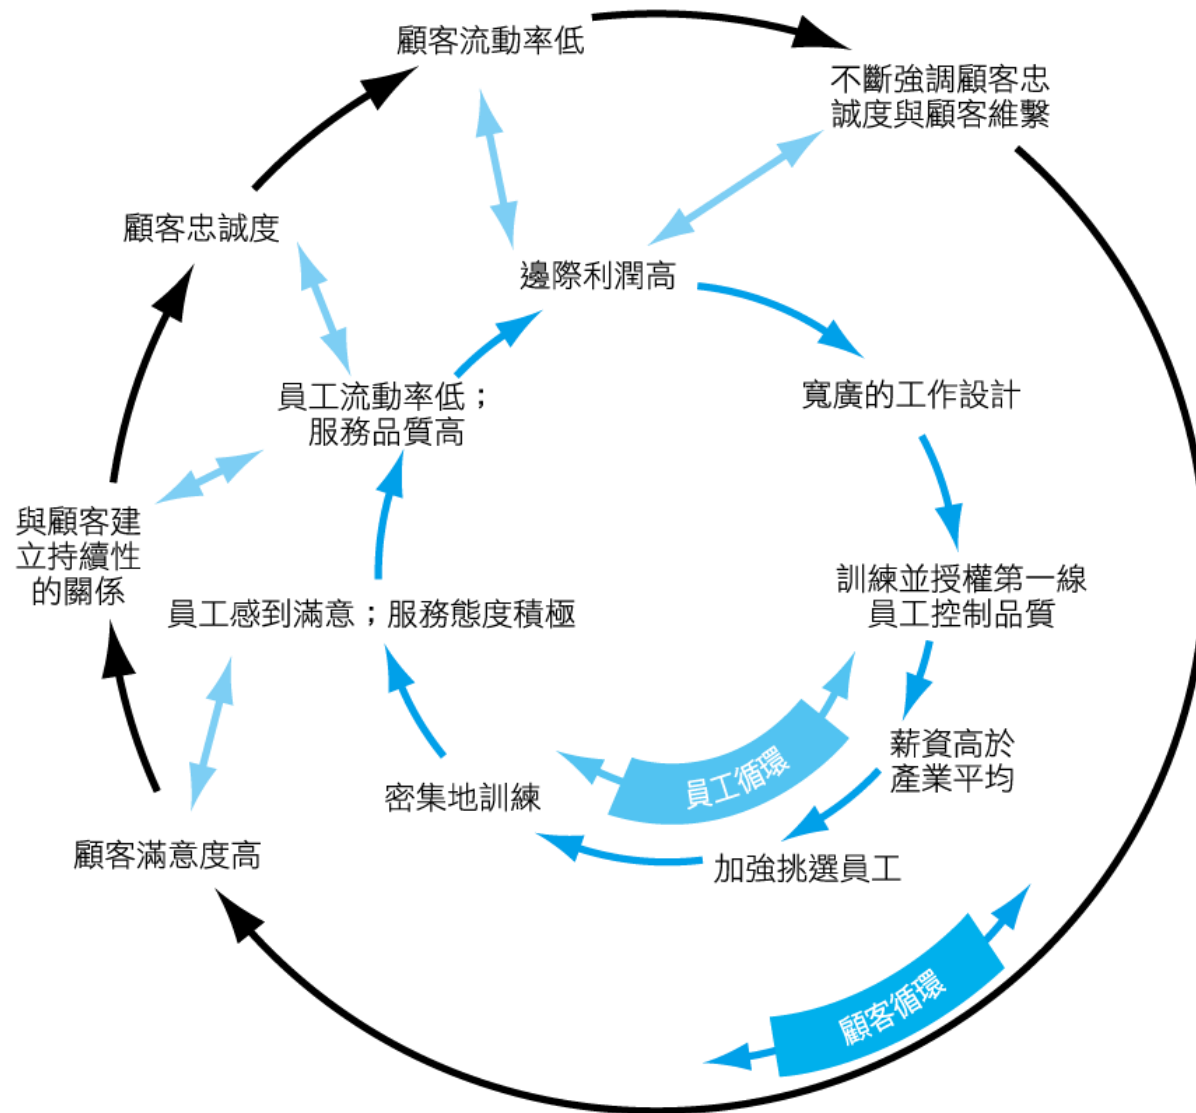 顧客流動率低
不斷強調顧客忠
誠度與顧客維繫
顧客忠誠度
邊際利潤高
員工流動率低；
服務品質高
寬廣的工作設計
與顧客建
立持續性
的關係
員工感到滿意；服務態度積極
訓練並授權第一線
員工控制品質
薪資高於
產業平均
員工循環
密集地訓練
顧客滿意度高
加強挑選員工
顧客循環